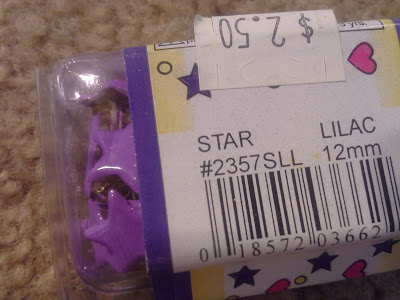 $ 2.50
STAR LILAC
#2357SLL 12mm
0 18572 03662